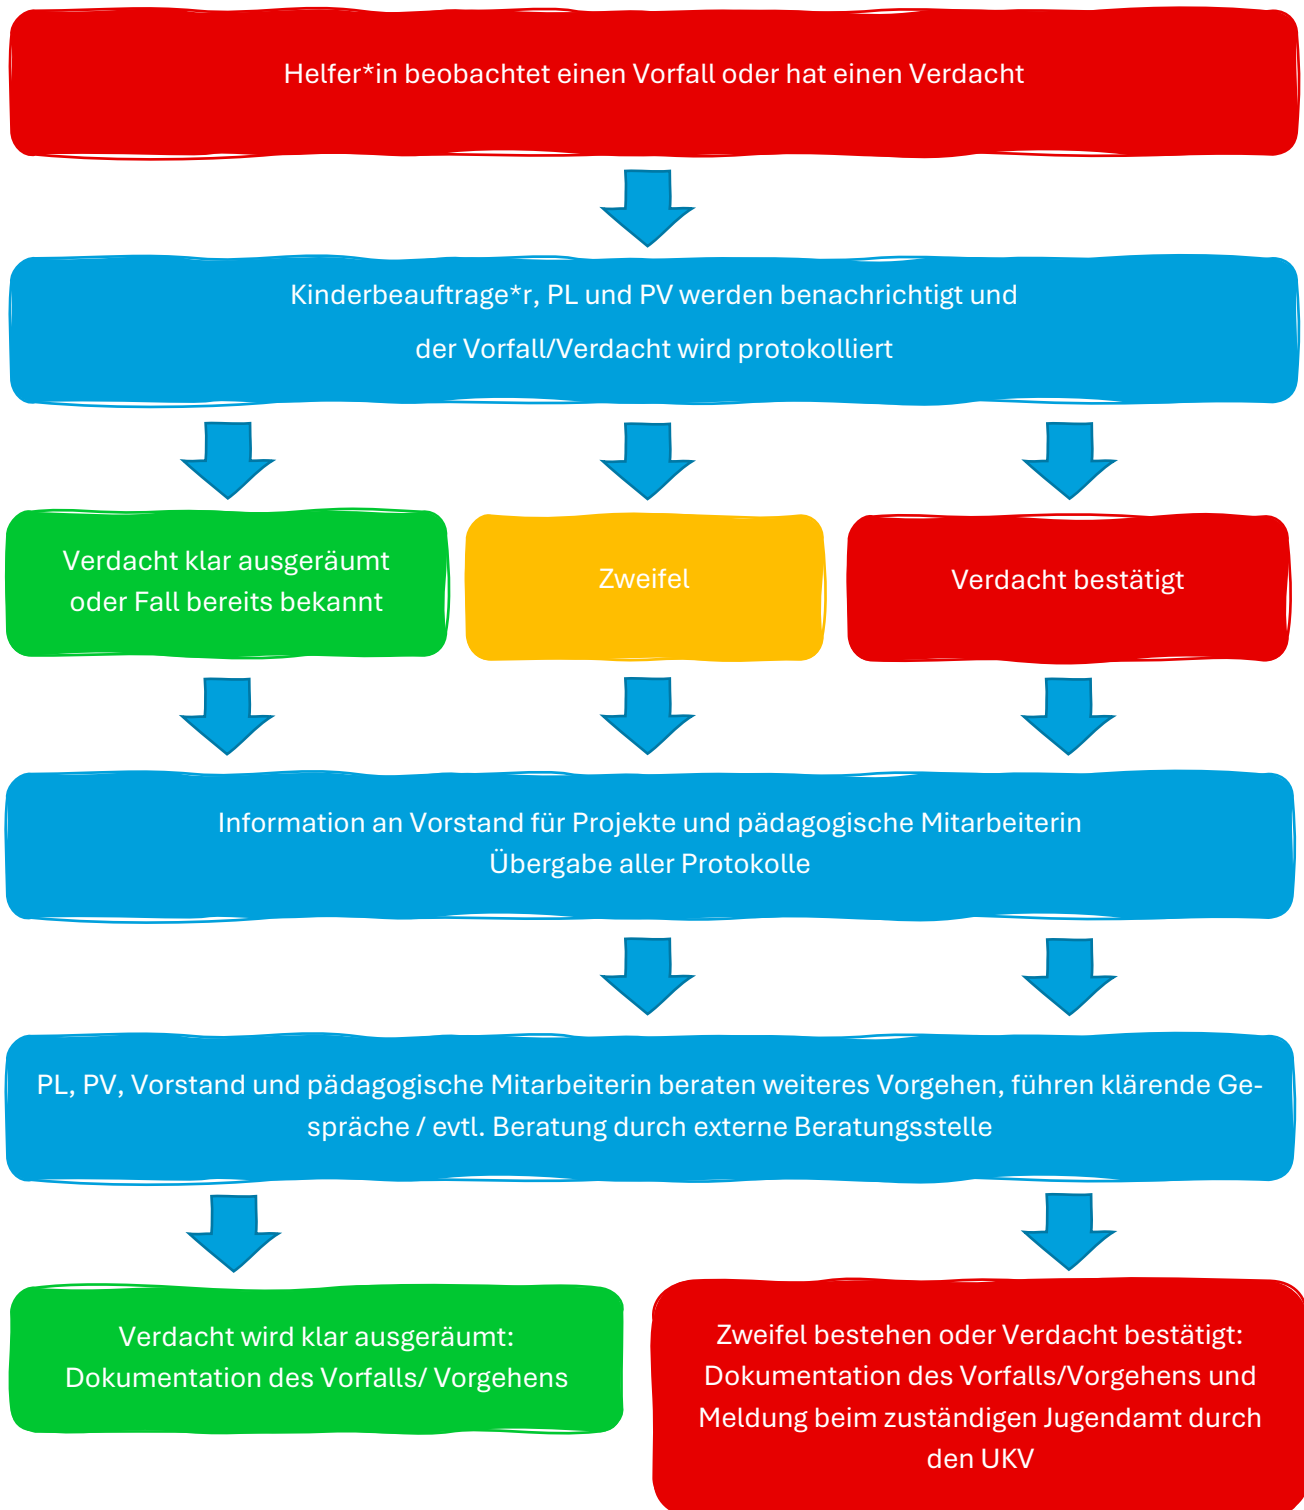 Helfer*in beobachtet einen Vorfall oder hat einen Verdacht
Kinderbeauftrage*r, PL und PV werden benachrichtigt und
der Vorfall/Verdacht wird protokolliert
Verdacht klar ausgeräumt
oder Fall bereits bekannt
Zweifel
Verdacht bestätigt
Information an Vorstand für Projekte und pädagogische Mitarbeiterin
Übergabe aller Protokolle
PL, PV, Vorstand und pädagogische Mitarbeiterin beraten weiteres Vorgehen, führen klärende Ge-
spräche / evtl. Beratung durch externe Beratungsstelle
Verdacht wird klar ausgeräumt:
Dokumentation des Vorfalls/ Vorgehens
Zweifel bestehen oder Verdacht bestätigt:
Dokumentation des Vorfalls/Vorgehens und
Meldung beim zuständigen Jugendamt durch
den UKV